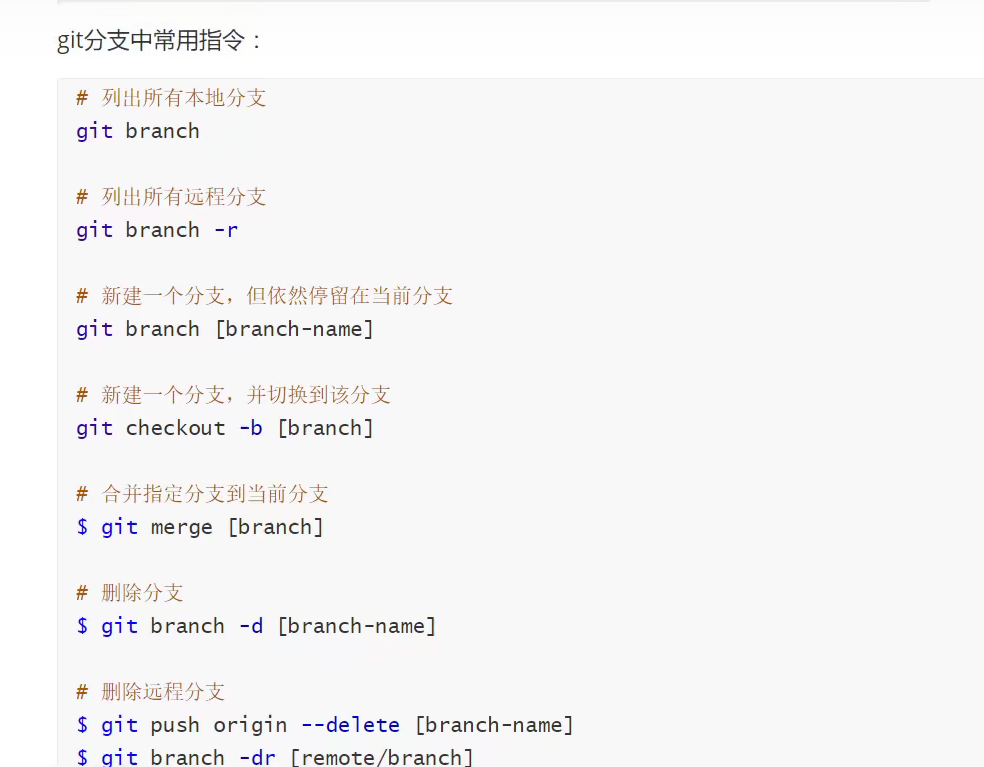 git分支中常用指令：
# 列出所有本地分支
git branch
# 列出所有远程分支
git branch -r
# 新建一个分支，但依然停留在当前分支
git branch [branch-name]
# 新建一个分支，并切换到该分支
git checkout -b [branch]
# 合并指定分支到当前分支
$ git merge [branch]
# 删除分支
$ git branch -d [branch-name]
# 删除远程分支
$ git push origin --delete [branch-name]
$ git branch -dr [remote/branch]